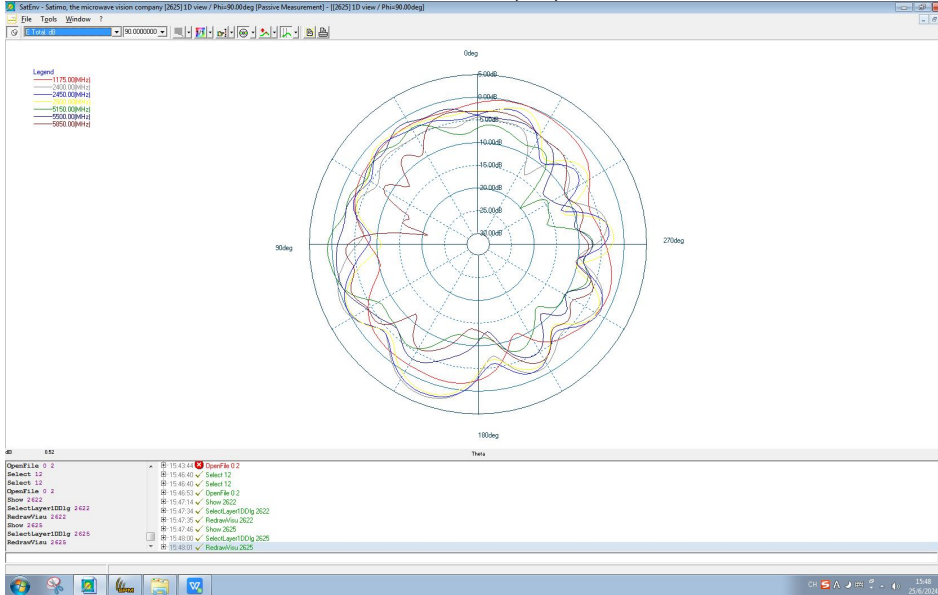 SatEnv - Satimo, the microwave vision company [2625] 1D view / Phi=90.00deg [Passive Measurement] - [[2625] 1D view / Phi=90.00deg]
File Tools Window ?
E Total dB 90.0000000
0deg
Legend
1175.00(MHz)
2400.00(MHz)
2450.00(MHz)
5150.00(MHz)
5500.00(MHz)
5850.00(MHz)
5.00dB
0.00dB
-5.00dB
-10.00dB
-15.00dB
-20.00dB
-25.00dB
-30.00dB
90deg
270deg
180deg
dB 8.52 Theta
OpenFile 0 2
Select 12
Select 12
OpenFile 0 2
Show 2622
SelectLayer1DDlg 2622
RedrawVisu 2622
Show 2625
SelectLayer1DDlg 2625
RedrawVisu 2625
15:43:44 OpenFile 0 2
15:46:40 Select 12
15:46:40 Select 12
15:46:53 OpenFile 0 2
15:47:14 Show 2622
15:47:34 SelectLayer1DDlg 2622
15:47:35 RedrawVisu 2622
15:47:46 Show 2625
15:48:00 SelectLayer1DDlg 2625
15:48:01 RedrawVisu 2625
CH
15:48
25/6/2024